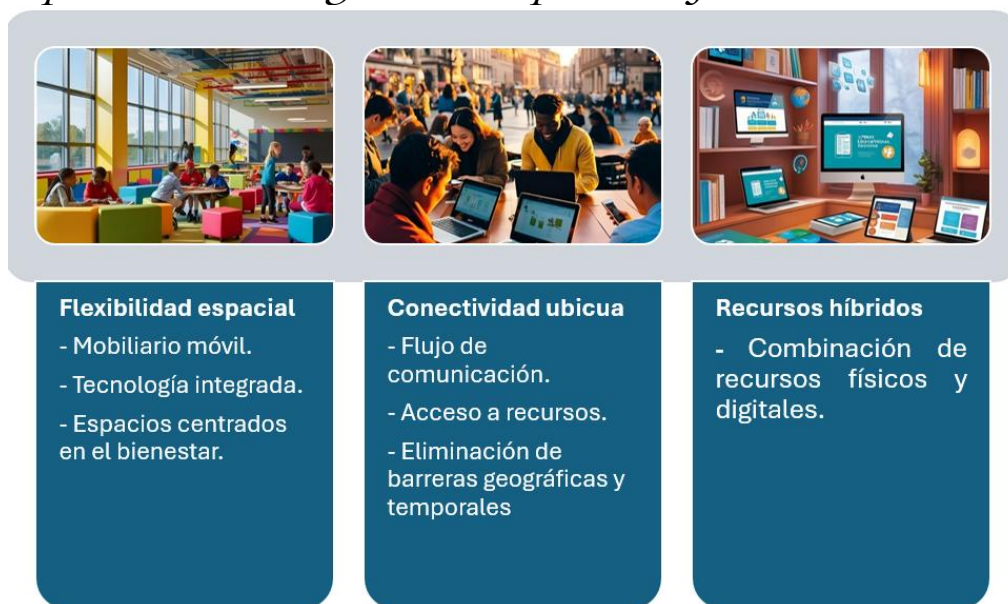 Flexibilidad espacial
- Mobiliario móvil.
- Tecnología integrada.
- Espacios centrados
en el bienestar.
Conectividad ubicua
- Flujo de
comunicación.
- Acceso a recursos.
- Eliminación de
barreras geográficas y
temporales
Recursos híbridos
- Combinación de
recursos físicos y
digitales.